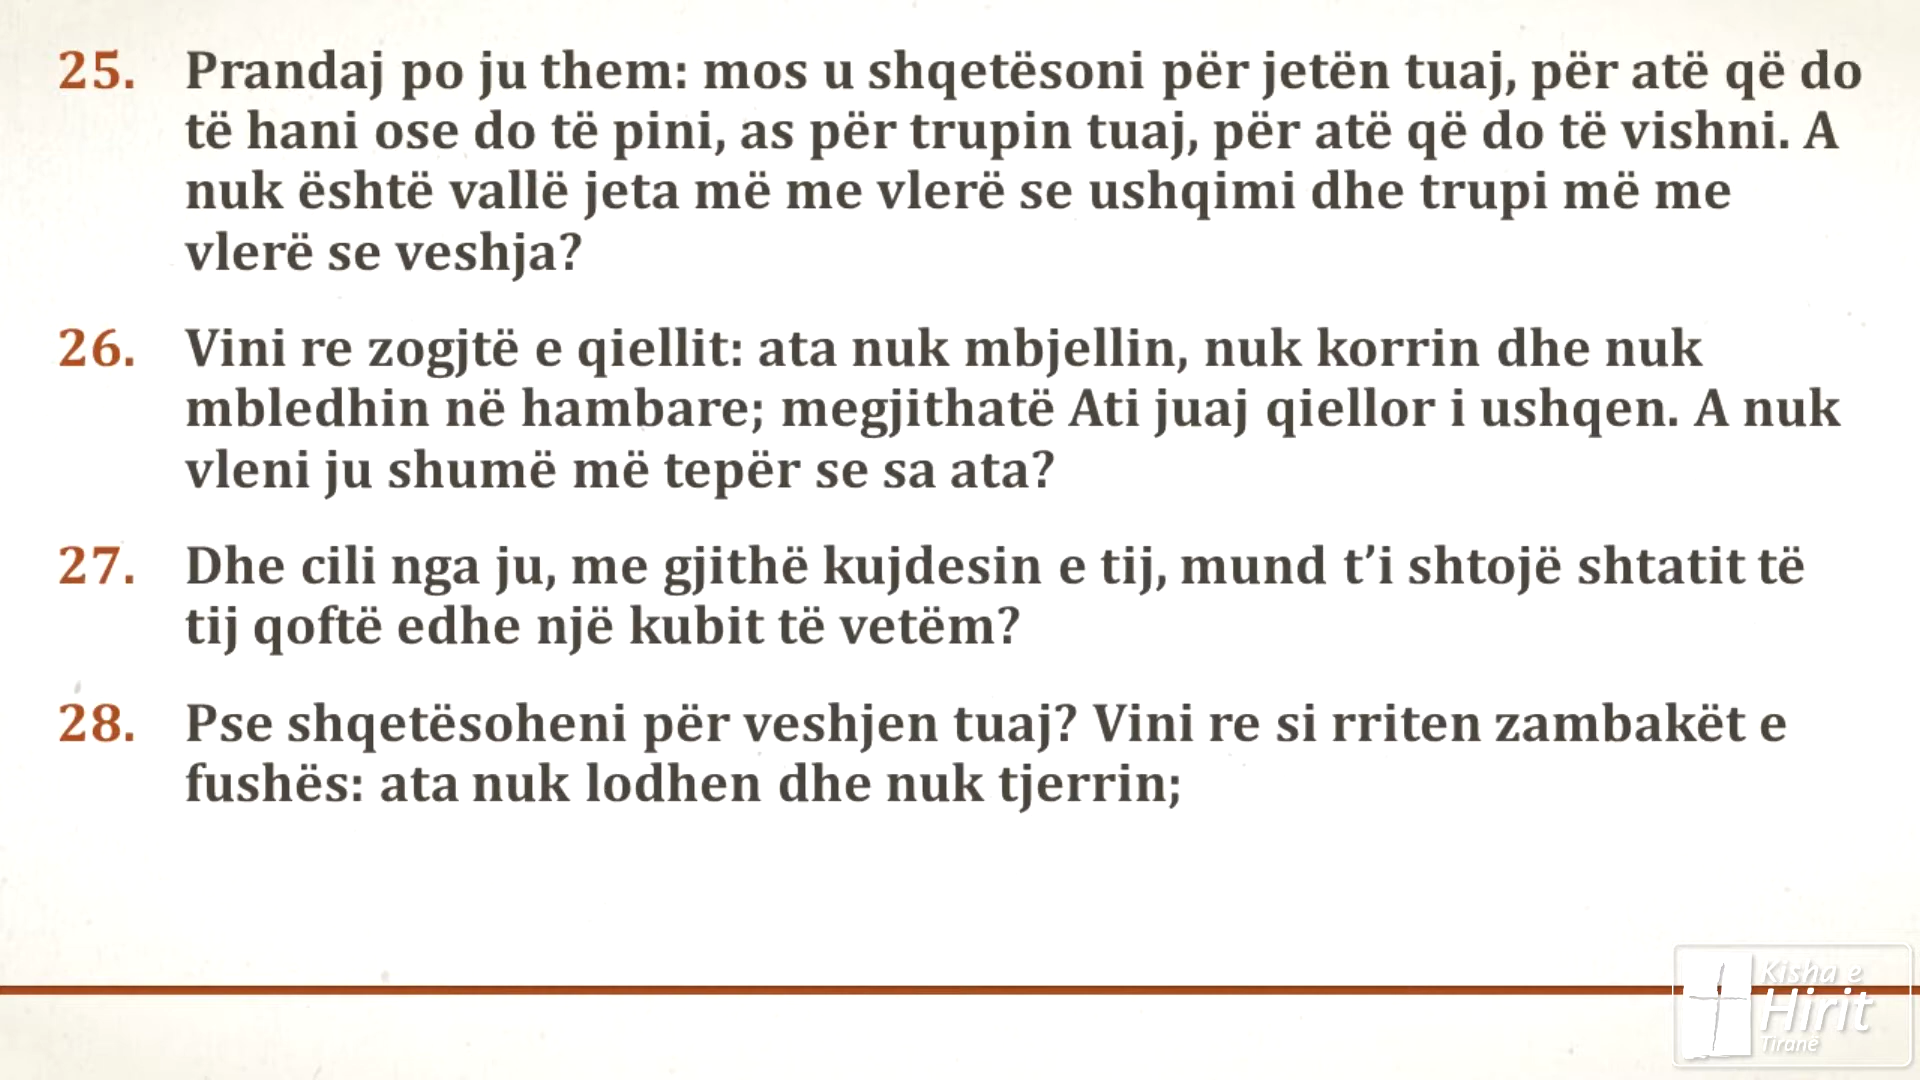 25. Prandaj po ju them: mos u shqetësoni për jetën tuaj, për atë që do
të hani ose do të pini, as për trupin tuaj, për atë që do të vishni. A
nuk është vallë jeta më me vlerë se ushqimi dhe trupi më me
vlerë se veshja?
26. Vini re zogjtë e qiellit: ata nuk mbjellin, nuk korrin dhe nuk
mbledhin në hambare; megjithatë Ati juaj qiellor i ushqen. A nuk
vleni ju shumë më tepër se sa ata?
27. Dhe cili nga ju, me gjithë kujdesin e tij, mund t’i shtojë shtatit të
tij qoftë edhe një kubit të vetëm?
28. Pse shqetësoheni për veshjen tuaj? Vini re si rriten zambakët e
fushës: ata nuk lodhen dhe nuk tjerrin;
Kisha e
Hirit
Tiranë